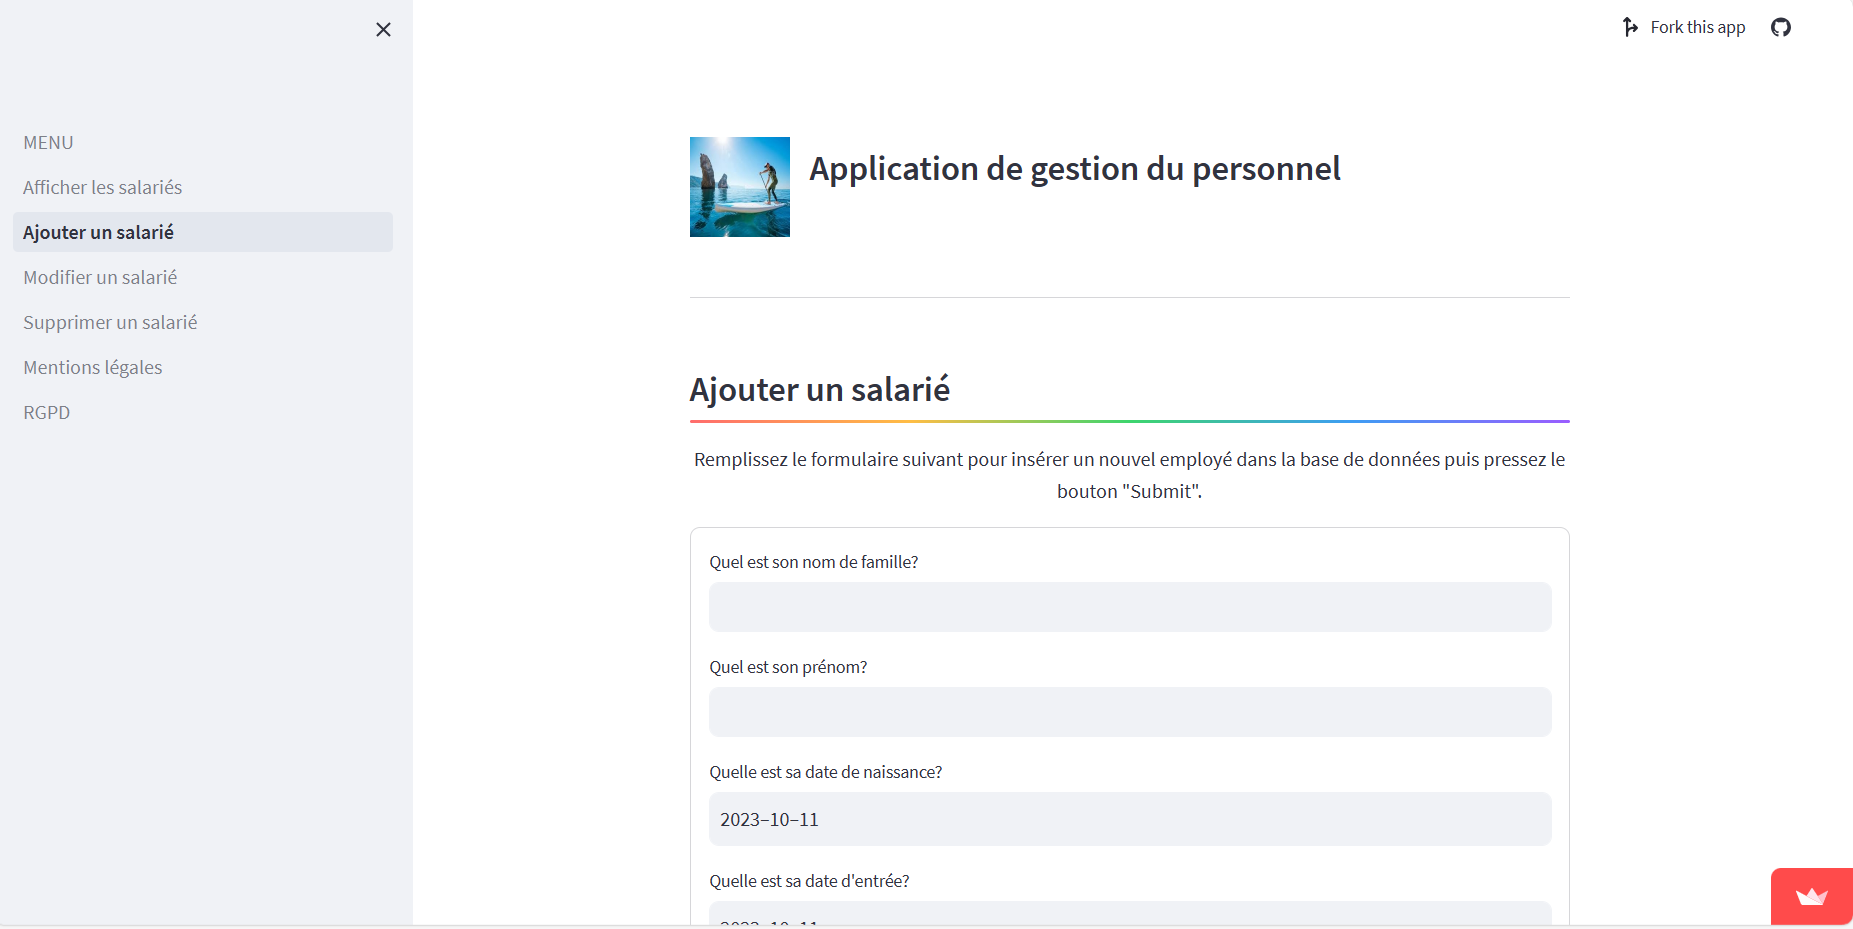 Fork this app
MENU
Afficher les salariés
Ajouter un salarié
Modifier un salarié
Supprimer un salarié
Mentions légales
RGPD
Application de gestion du personnel
Ajouter un salarié
Remplissez le formulaire suivant pour insérer un nouvel employé dans la base de données puis pressez le
bouton "Submit".
Quel est son nom de famille?
Quel est son prénom?
Quelle est sa date de naissance?
2023–10–11
Quelle est sa date d'entrée?